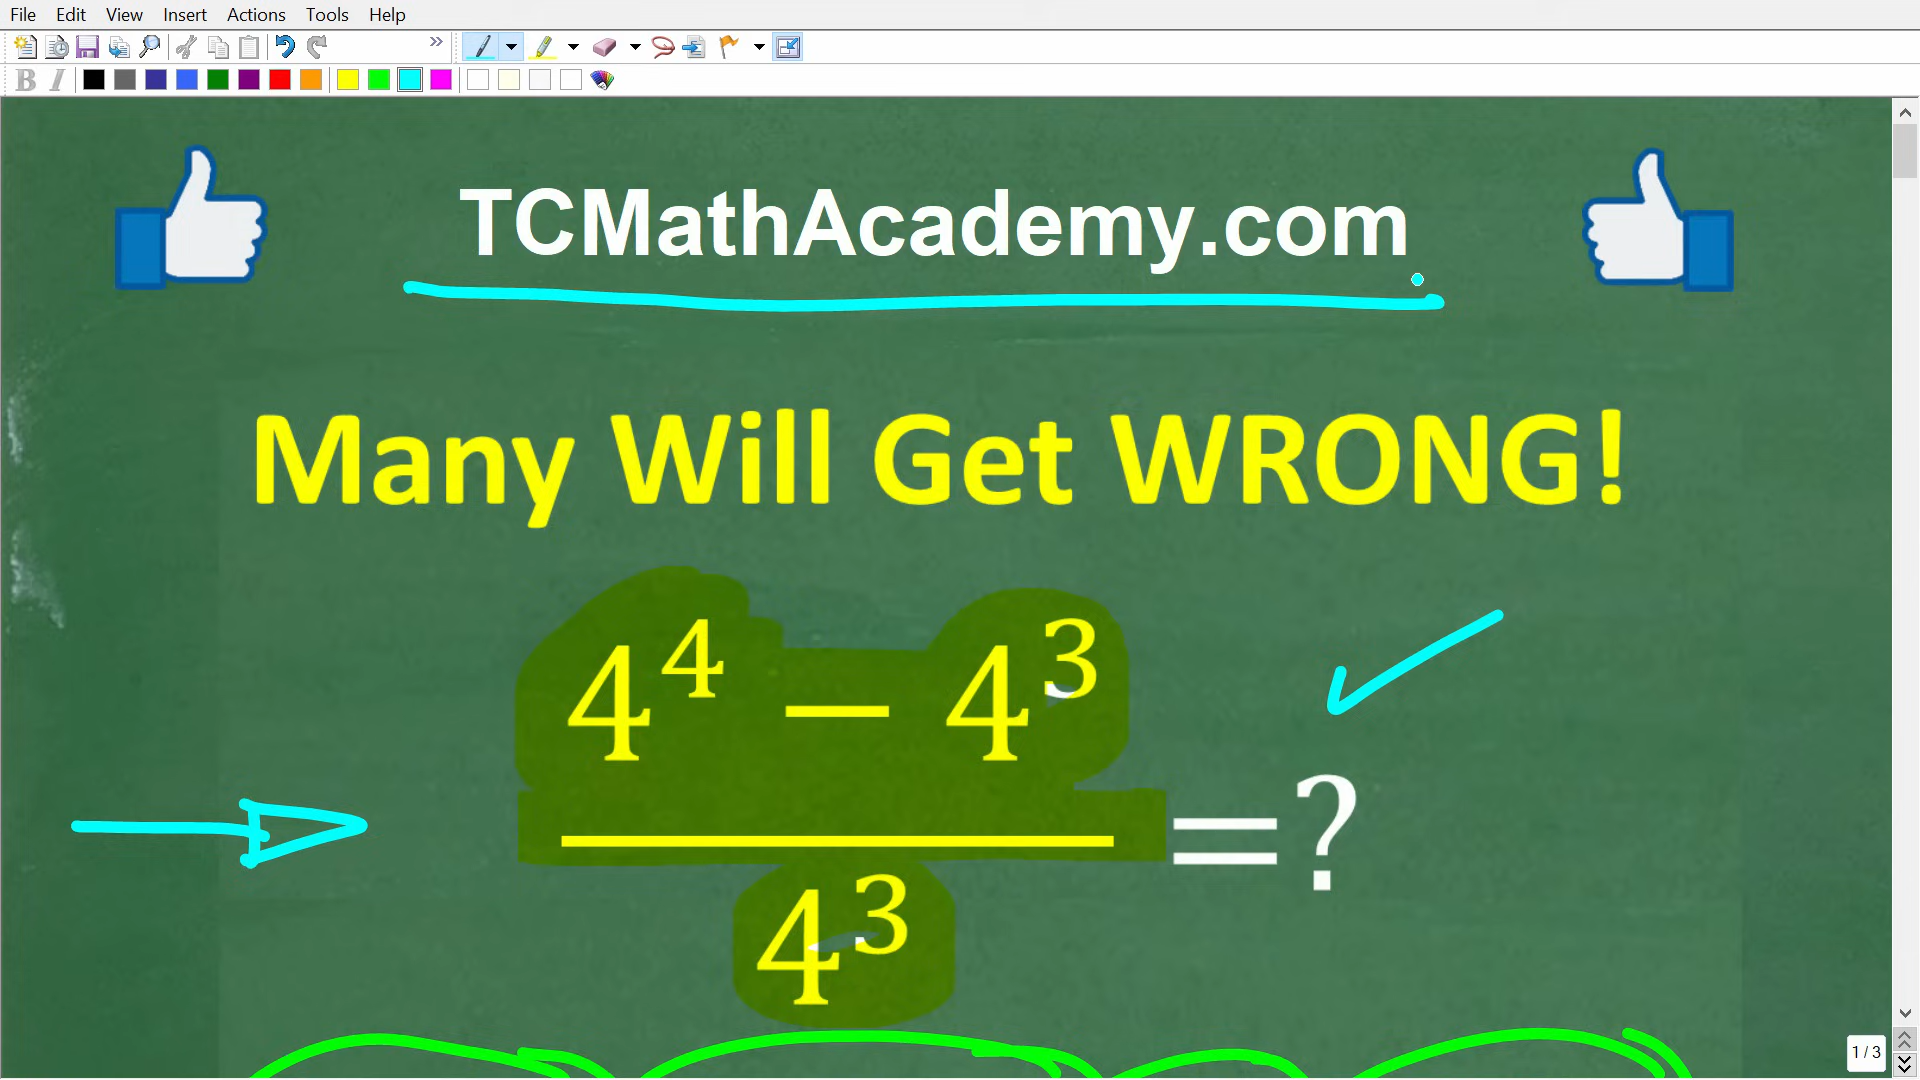 File Edit View Insert Actions Tools Help
B I
TCMathAcademy.com
Many Will Get WRONG!
4⁴ − 4³
4³
=?
1 / 3